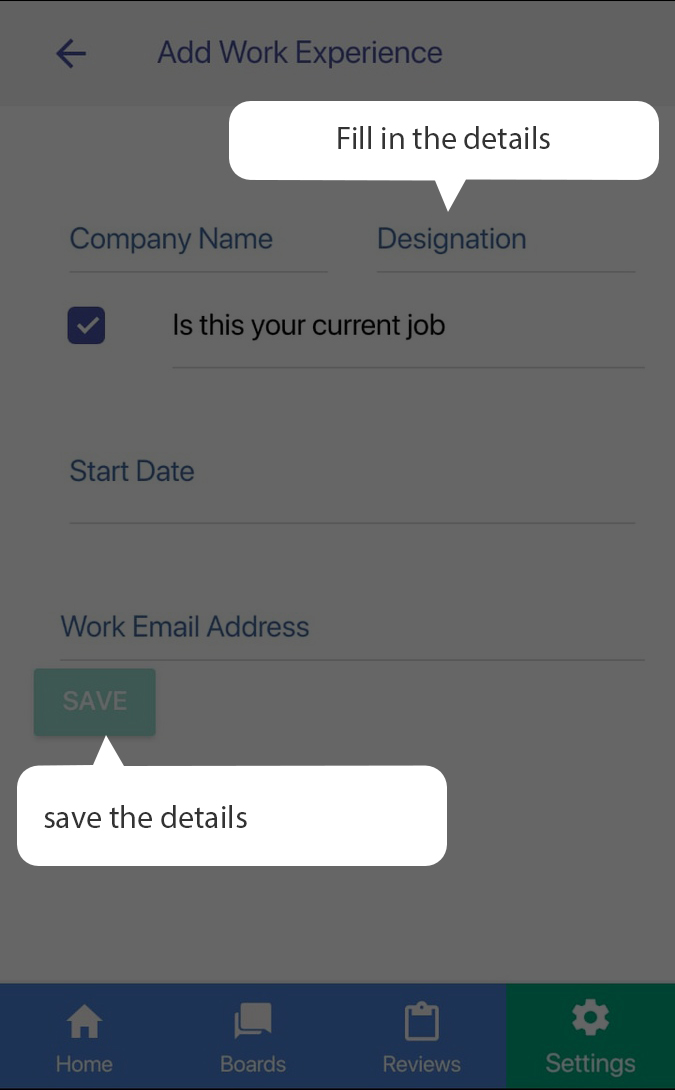 Add Work Experience
Fill in the details
Company Name
Designation
Is this your current job
Start Date
Work Email Address
SAVE
save the details
Home
Boards
Reviews
Settings